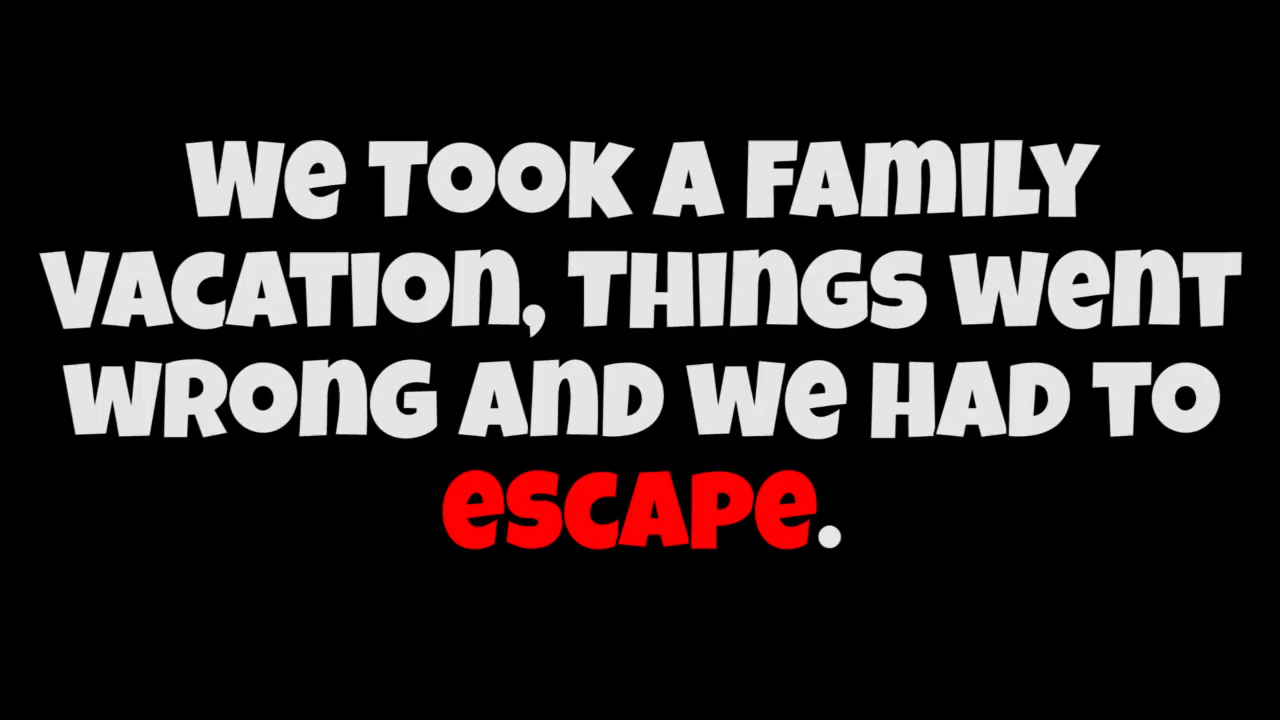 We took a family
vacation, things went
wrong and we had to
escape.